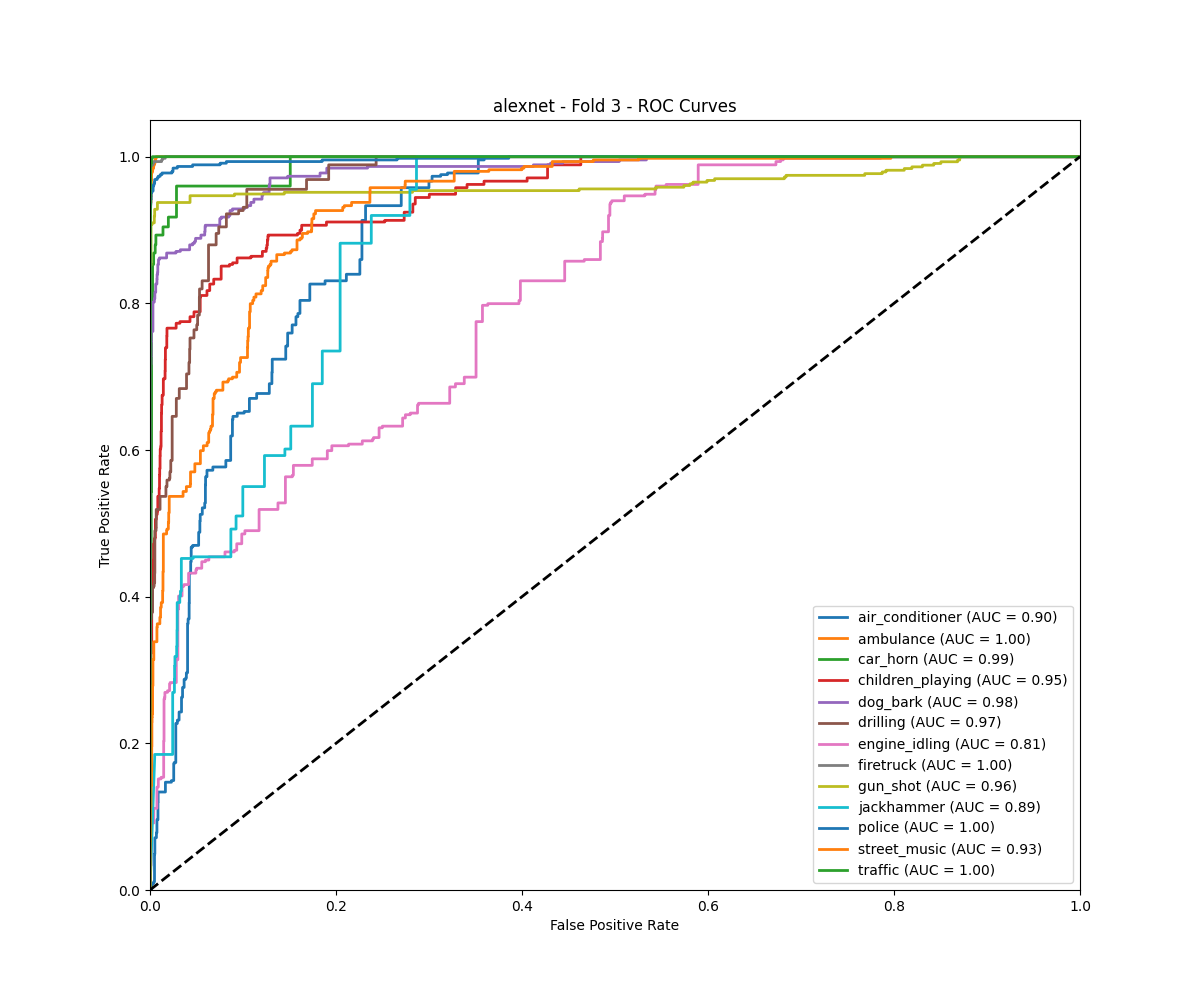 alexnet - Fold 3 - ROC Curves
1.0
0.8
0.6
0.4
0.2
0.0
True Positive Rate
0.0 0.2 0.4 0.6 0.8 1.0
False Positive Rate
air_conditioner (AUC = 0.90)
ambulance (AUC = 1.00)
car_horn (AUC = 0.99)
children_playing (AUC = 0.95)
dog_bark (AUC = 0.98)
drilling (AUC = 0.97)
engine_idling (AUC = 0.81)
firetruck (AUC = 1.00)
gun_shot (AUC = 0.96)
jackhammer (AUC = 0.89)
police (AUC = 1.00)
street_music (AUC = 0.93)
traffic (AUC = 1.00)